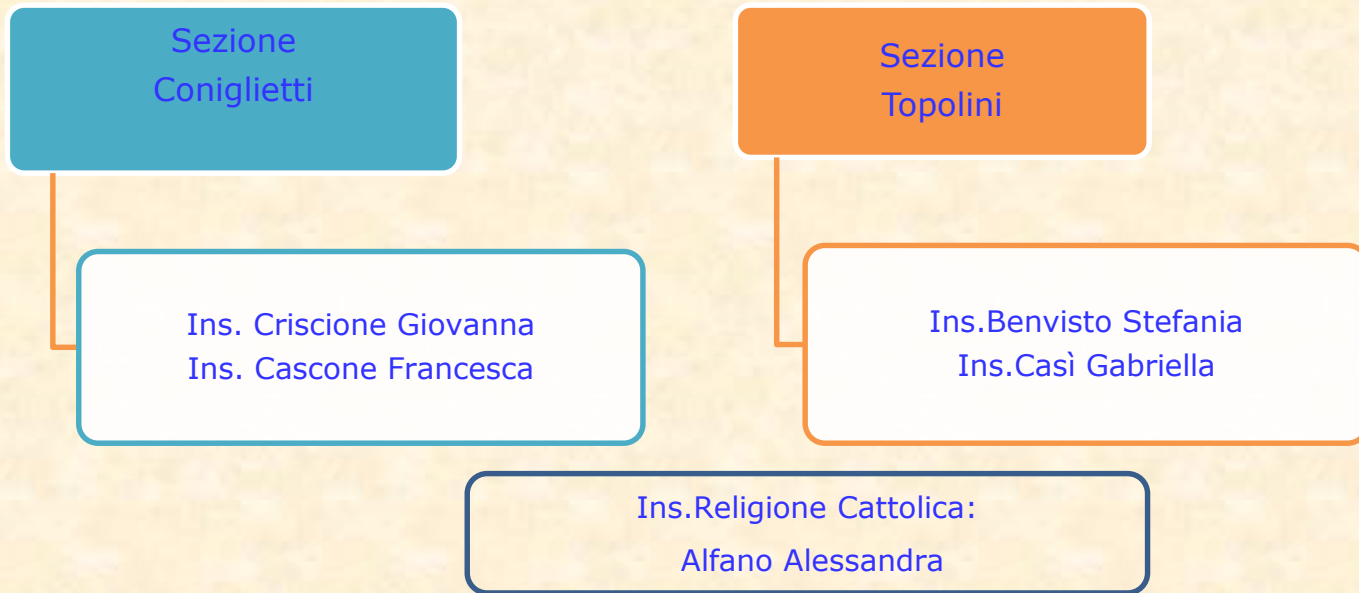 Sezione
Coniglietti
Sezione
Topolini
Ins. Criscione Giovanna
Ins. Cascone Francesca
Ins.Benvisto Stefania
Ins.Casì Gabriella
Ins.Religione Cattolica:
Alfano Alessandra